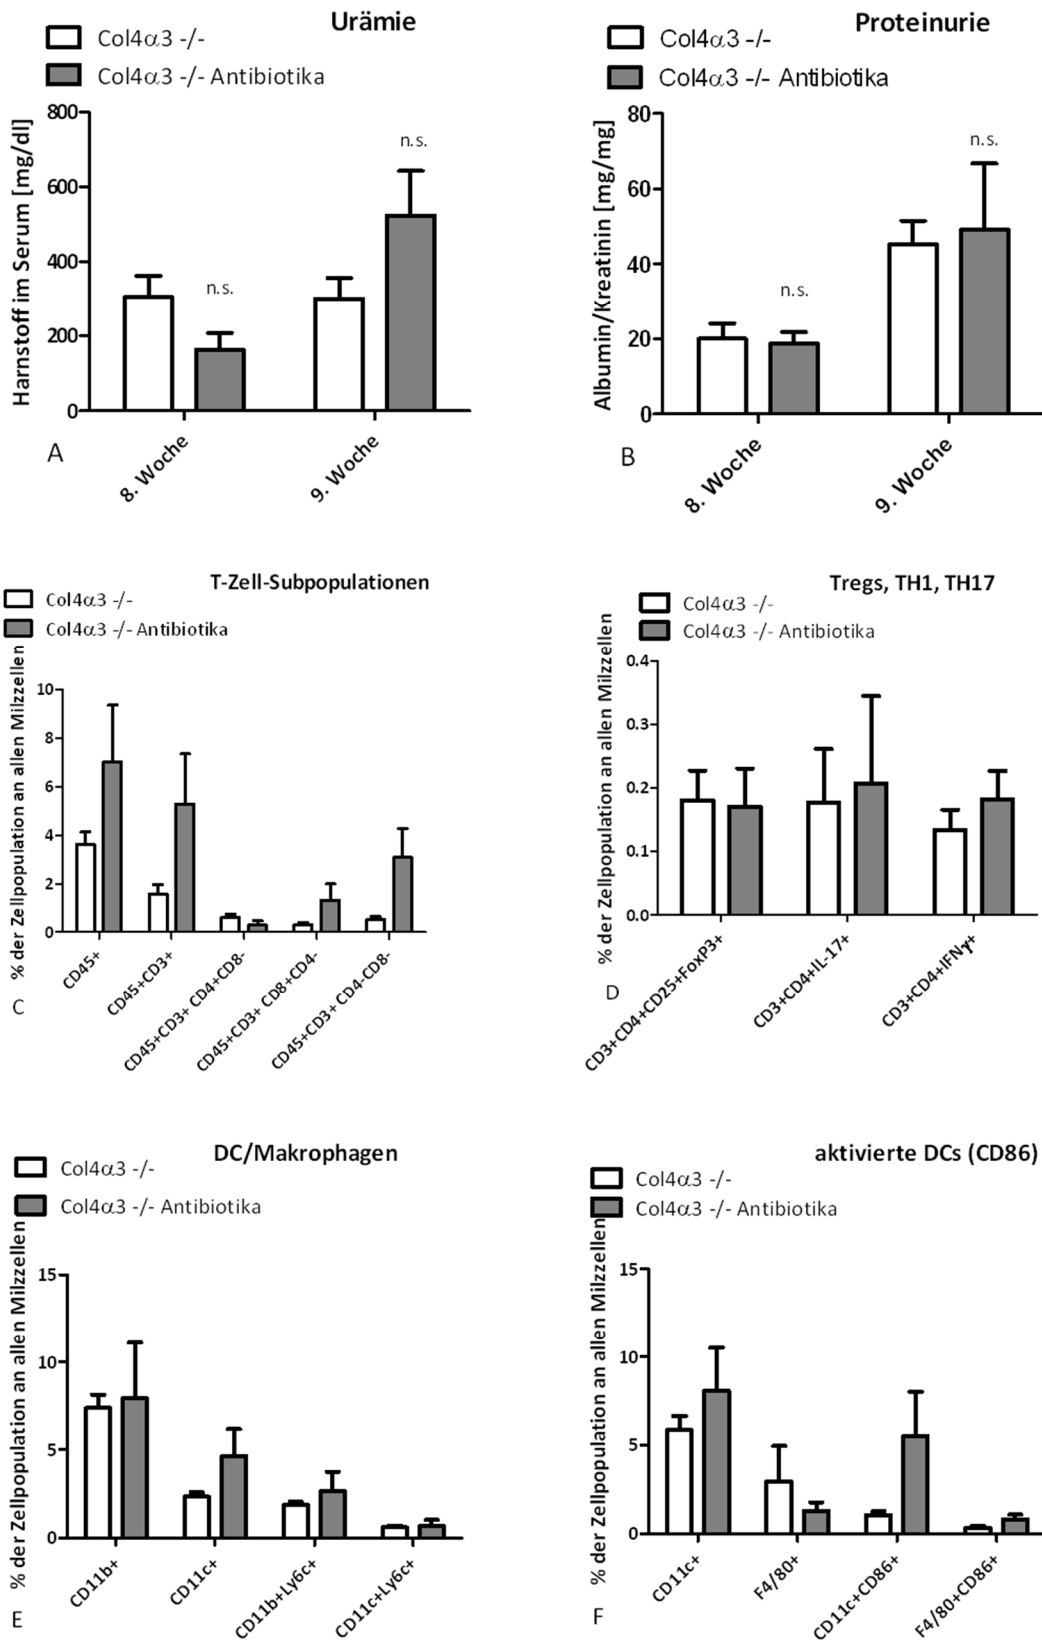 Urämie
Col4α3 -/-
Col4α3 -/- Antibiotika
Harnstoff im Serum [mg/dl]
800
600
400
200
0
n.s.
n.s.
8. Woche
9. Woche
A
Proteinurie
Col4α3 -/-
Col4α3 -/- Antibiotika
Albumin/Kreatinin [mg/mg]
80
60
40
20
0
n.s.
n.s.
8. Woche
9. Woche
B
T-Zell-Subpopulationen
Col4α3 -/-
Col4α3 -/- Antibiotika
% der Zellpopulation an allen Milzzellen
10
8
6
4
2
0
CD45+
CD45+CD3+
CD45+CD3+ CD4+CD8-
CD45+CD3+ CD8+CD4-
CD45+CD3+ CD4-CD8-
C
Tregs, TH1, TH17
Col4α3 -/-
Col4α3 -/- Antibiotika
% der Zellpopulation an allen Milzzellen
0.4
0.3
0.2
0.1
0.0
CD3+CD4+CD25+FoxP3+
CD3+CD4+IL-17+
CD3+CD4+IFNγ+
D
DC/Makrophagen
Col4α3 -/-
Col4α3 -/- Antibiotika
% der Zellpopulation an allen Milzzellen
15
10
5
0
CD11b+
CD11c+
CD11b+Ly6c+
CD11c+Ly6c+
E
aktivierte DCs (CD86)
Col4α3 -/-
Col4α3 -/- Antibiotika
% der Zellpopulation an allen Milzzellen
15
10
5
0
CD11c+
F4/80+
CD11c+CD86+
F4/80+CD86+
F